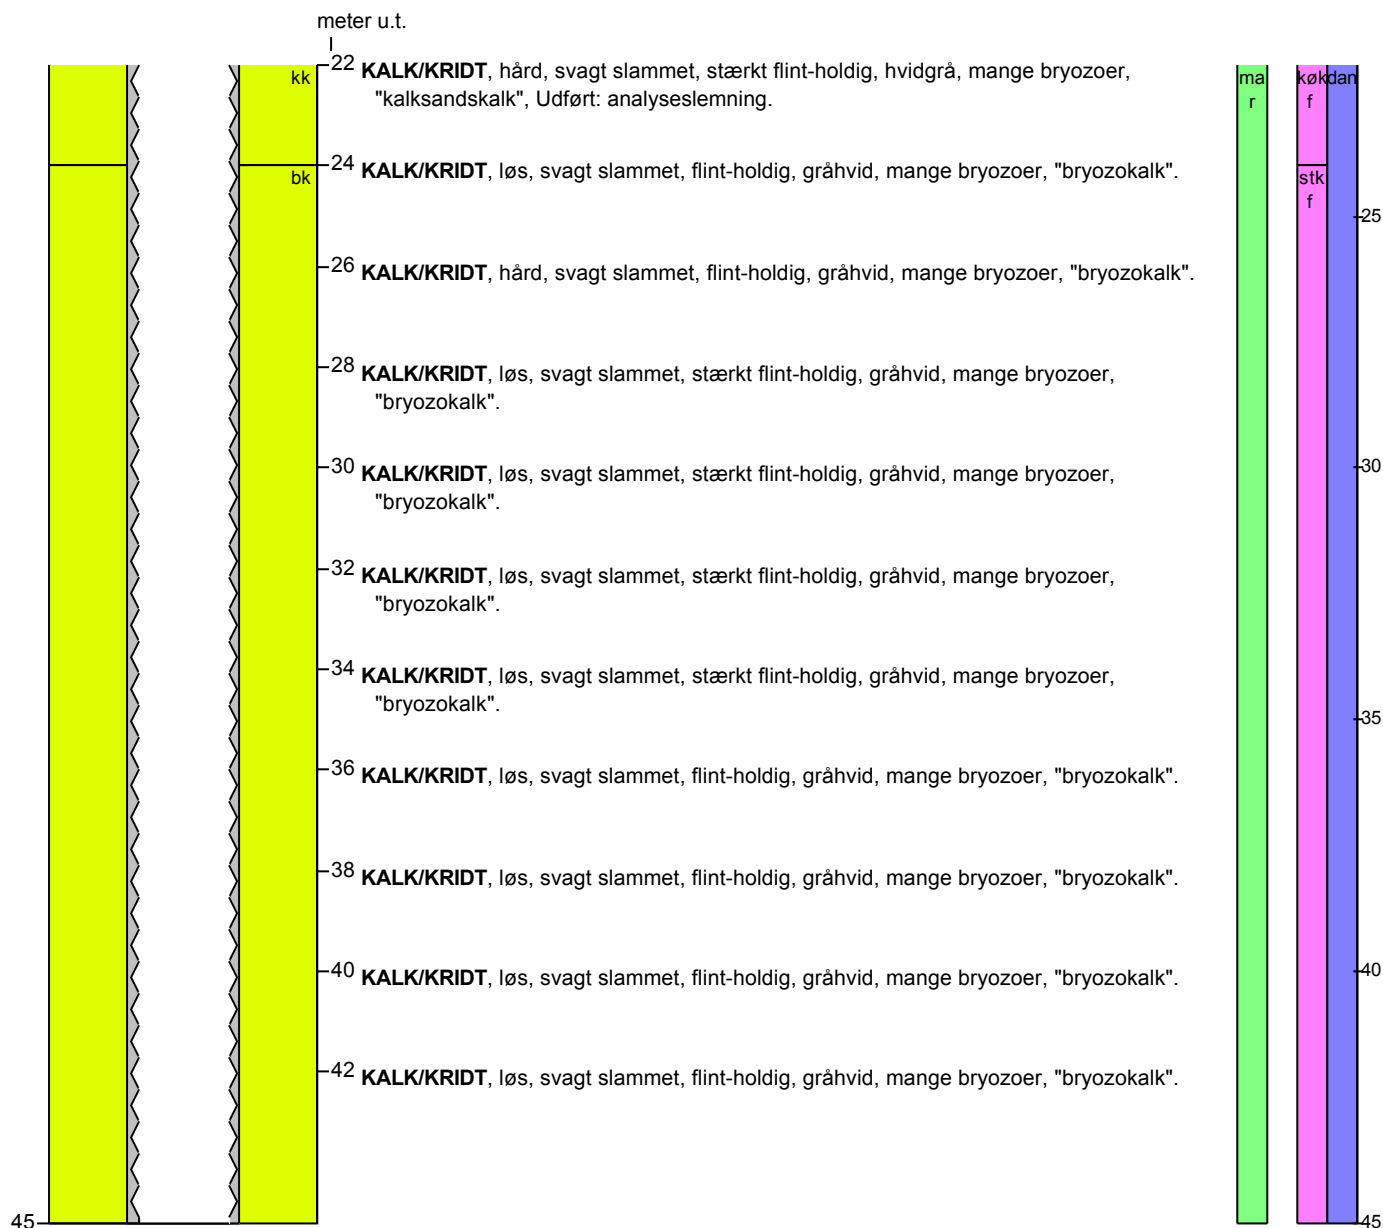 meter u.t.
22 KALK/KRIDT, hård, svagt slammet, stærkt flint-holdig, hvidgrå, mange bryozoer,
"kalksandskalk", Udført: analyseslemning.
kk
ma
r
køk
f
dan
24 KALK/KRIDT, løs, svagt slammet, flint-holdig, gråhvid, mange bryozoer, "bryozokalk".
bk
stk
f
25
26 KALK/KRIDT, hård, svagt slammet, flint-holdig, gråhvid, mange bryozoer, "bryozokalk".
28 KALK/KRIDT, løs, svagt slammet, stærkt flint-holdig, gråhvid, mange bryozoer,
"bryozokalk".
30 KALK/KRIDT, løs, svagt slammet, stærkt flint-holdig, gråhvid, mange bryozoer,
"bryozokalk".
30
32 KALK/KRIDT, løs, svagt slammet, stærkt flint-holdig, gråhvid, mange bryozoer,
"bryozokalk".
34 KALK/KRIDT, løs, svagt slammet, stærkt flint-holdig, gråhvid, mange bryozoer,
"bryozokalk".
35
36 KALK/KRIDT, løs, svagt slammet, flint-holdig, gråhvid, mange bryozoer, "bryozokalk".
38 KALK/KRIDT, løs, svagt slammet, flint-holdig, gråhvid, mange bryozoer, "bryozokalk".
40 KALK/KRIDT, løs, svagt slammet, flint-holdig, gråhvid, mange bryozoer, "bryozokalk".
40
42 KALK/KRIDT, løs, svagt slammet, flint-holdig, gråhvid, mange bryozoer, "bryozokalk".
45
45